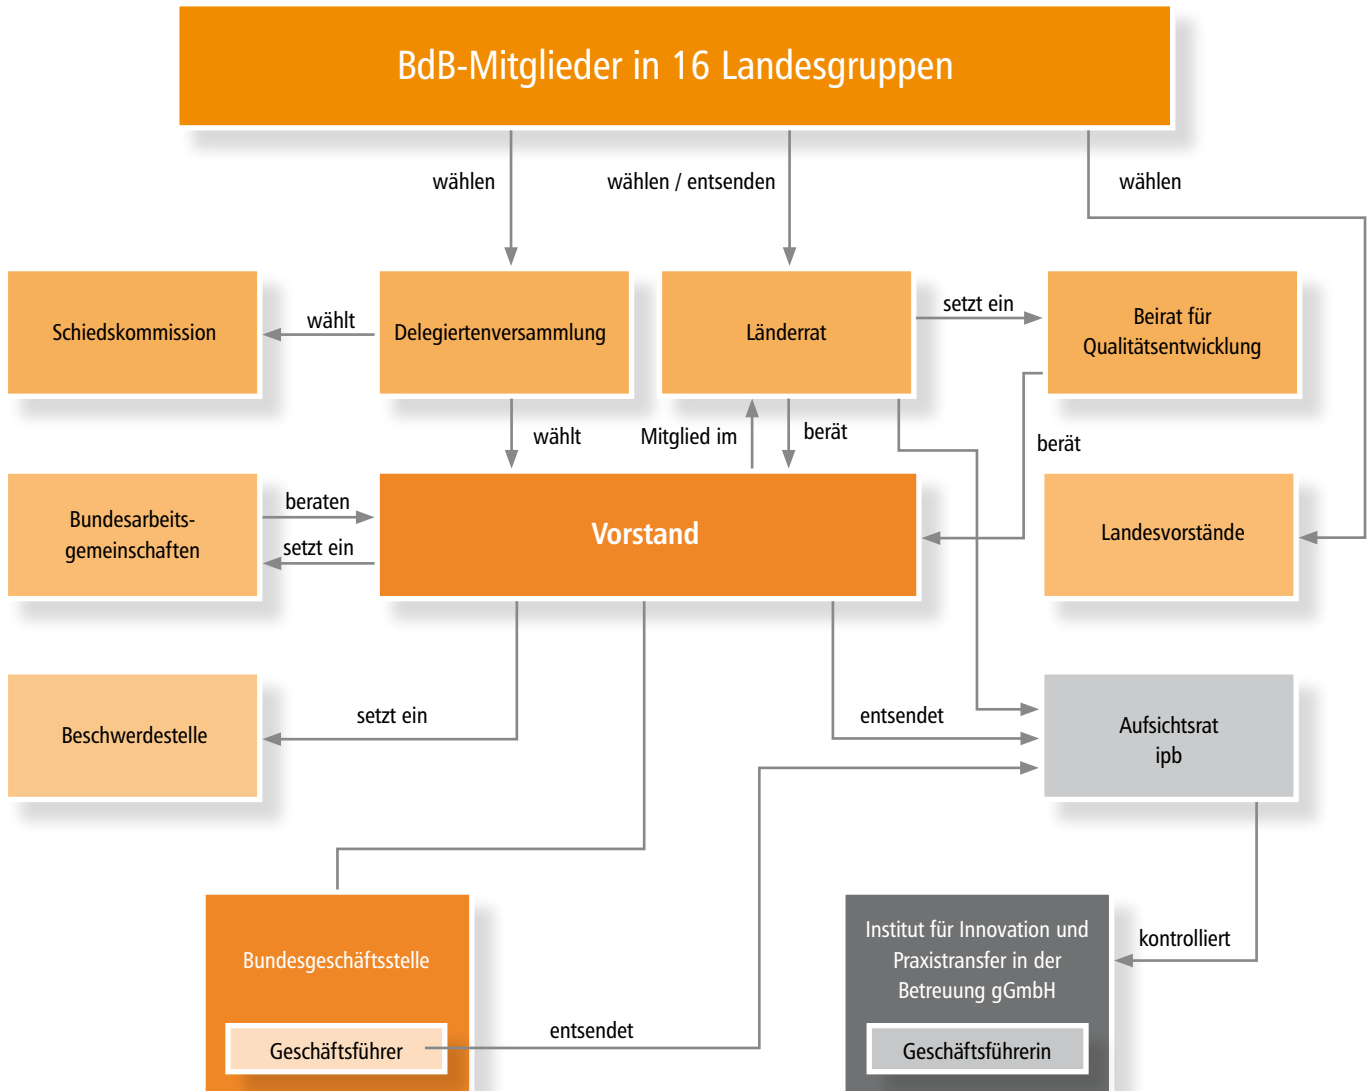 BdB-Mitglieder in 16 Landesgruppen
wählen
wählen / entsenden
wählen
Schiedskommission
wählt
Delegiertenversammlung
Länderrat
setzt ein
Beirat für
Qualitätsentwicklung
wählt
Mitglied im
berät
berät
Bundesarbeits-
gemeinschaften
beraten
setzt ein
Vorstand
Landesvorstände
Beschwerdestelle
setzt ein
entsendet
Aufsichtsrat
ipb
Bundesgeschäftsstelle
Geschäftsführer
entsendet
Institut für Innovation und
Praxistransfer in der
Betreuung gGmbH
Geschäftsführerin
kontrolliert